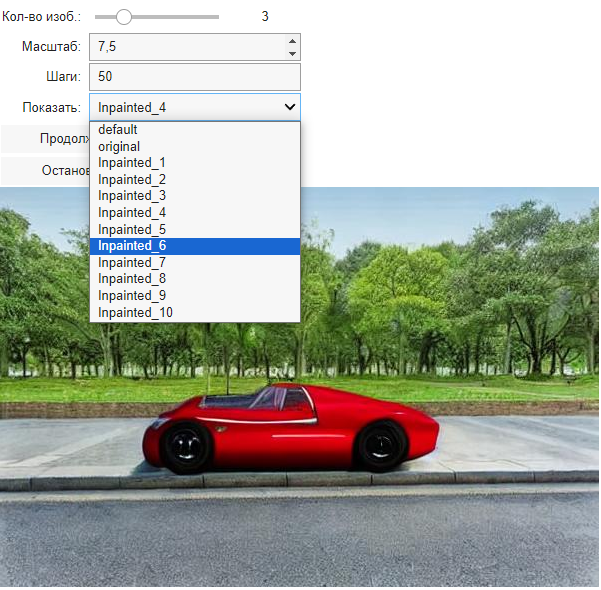 Кол-во изоб.: 3
Масштаб: 7,5
Шаги: 50
Показать: Inpainted_4
default
Продолж
original
Inpainted_1
Останов
Inpainted_2
Inpainted_3
Inpainted_4
Inpainted_5
Inpainted_6
Inpainted_7
Inpainted_8
Inpainted_9
Inpainted_10